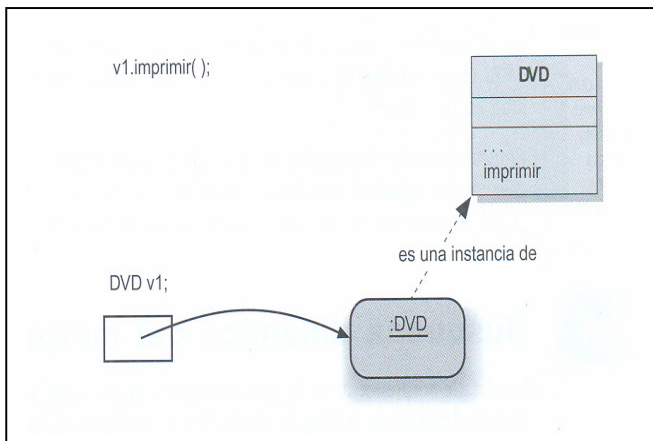 v1.imprimir( );
DVD
. . .
imprimir
es una instancia de
DVD v1;
:DVD